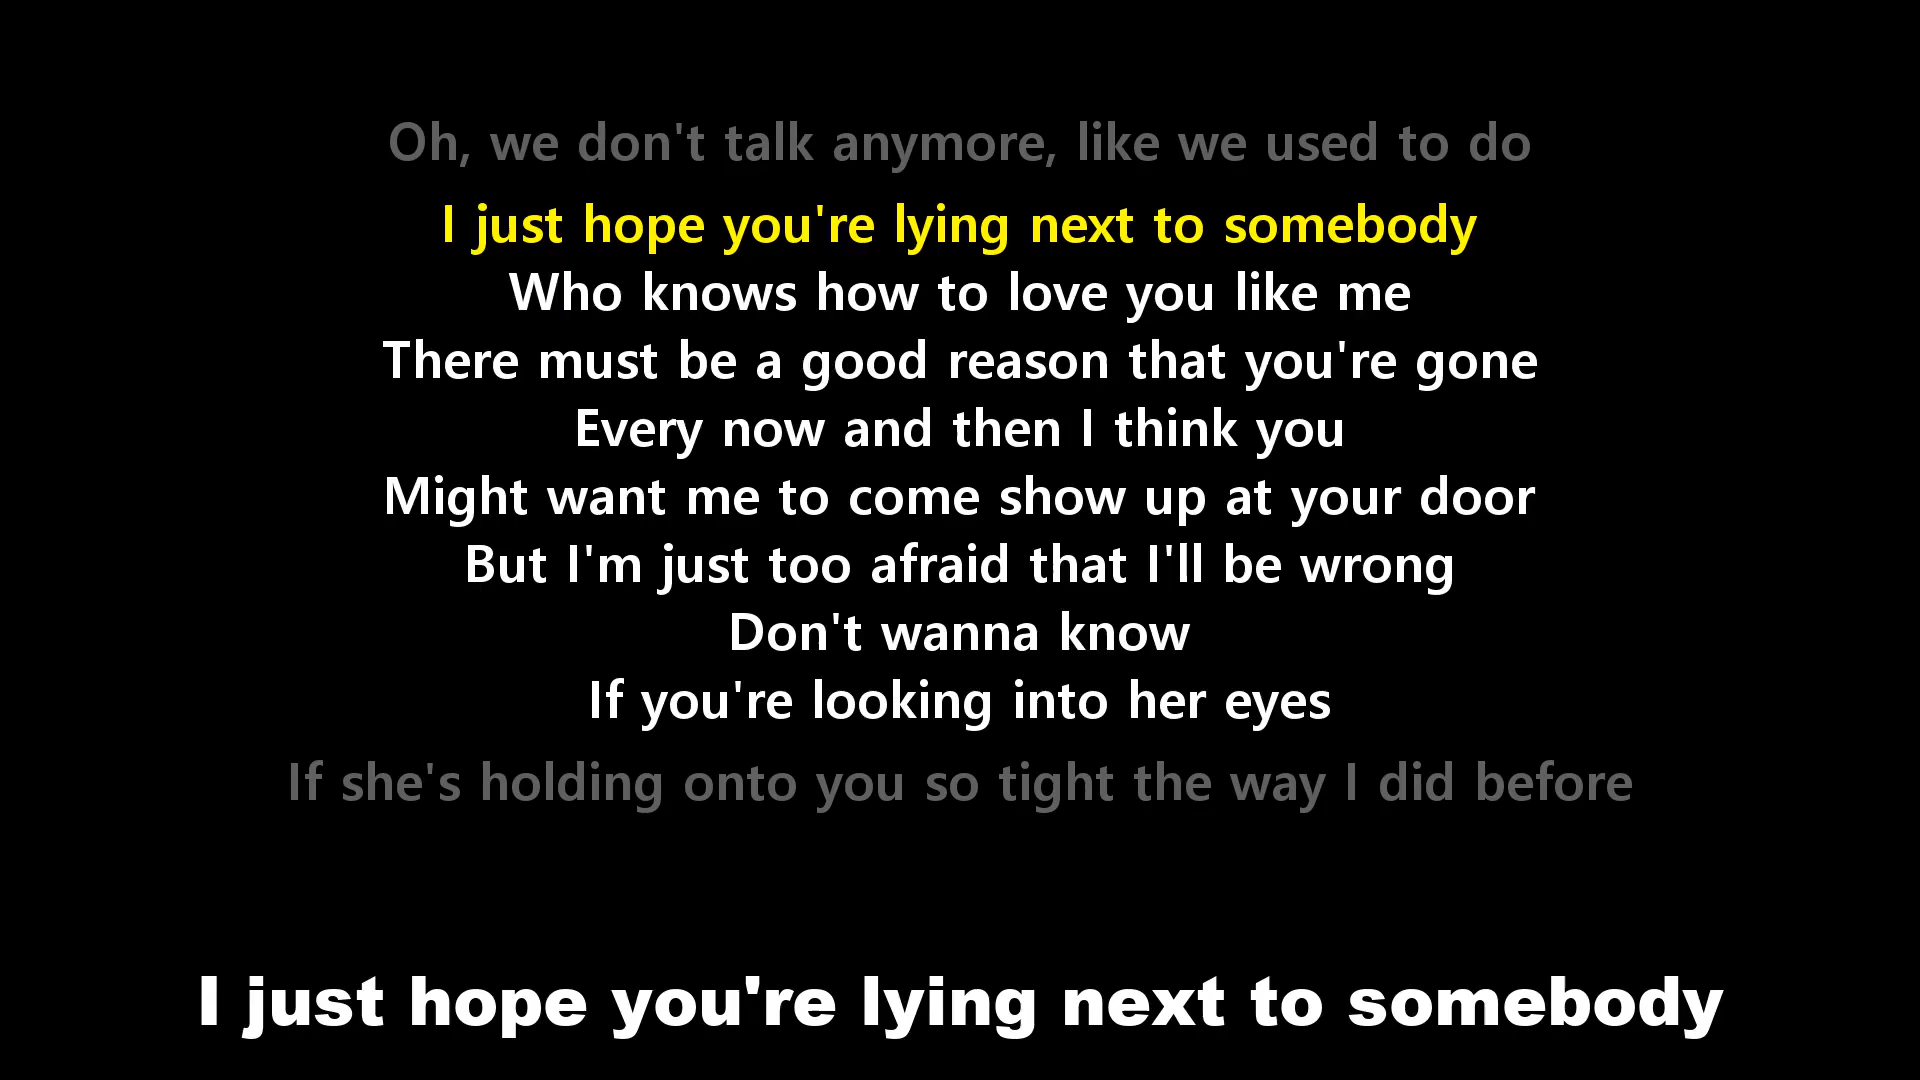 Oh, we don't talk anymore, like we used to do
I just hope you're lying next to somebody
Who knows how to love you like me
There must be a good reason that you're gone
Every now and then I think you
Might want me to come show up at your door
But I'm just too afraid that I'll be wrong
Don't wanna know
If you're looking into her eyes
If she's holding onto you so tight the way I did before
I just hope you're lying next to somebody